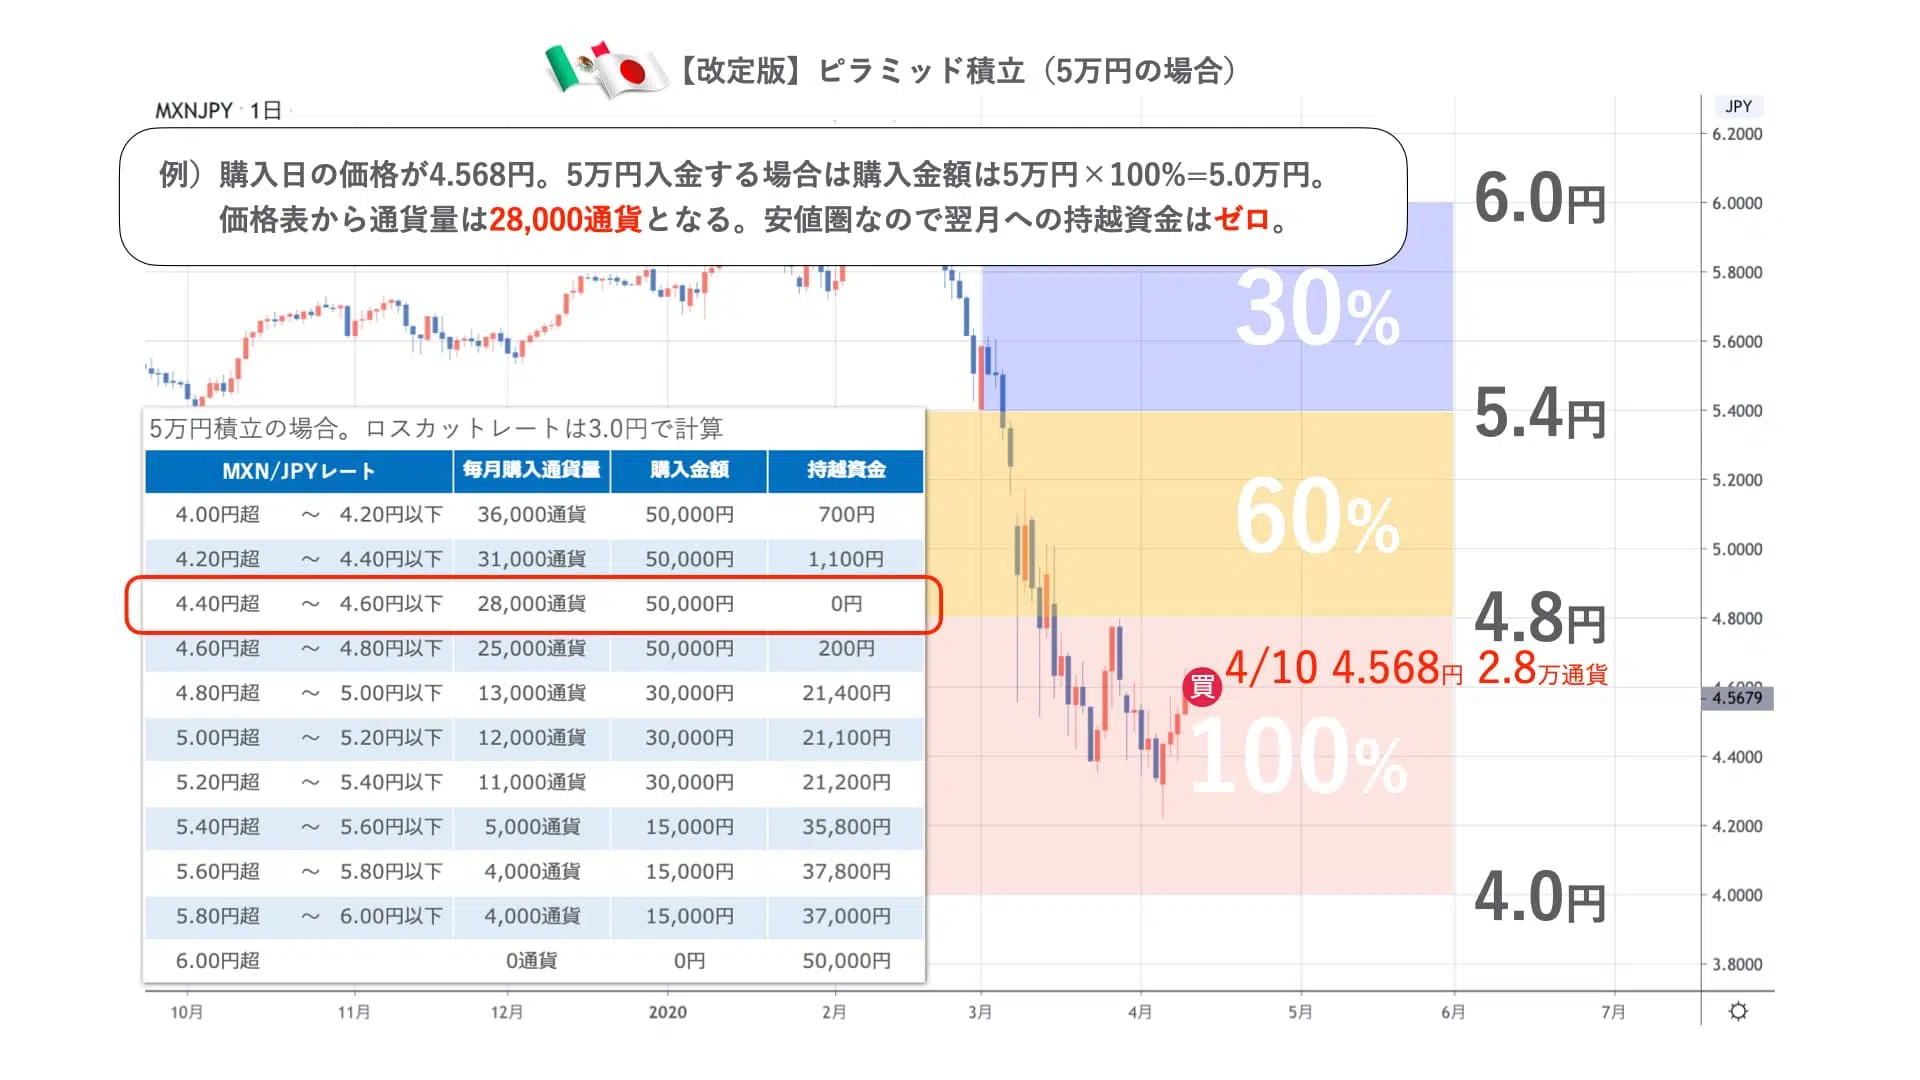 【改定版】ピラミッド積立（5万円の場合）
MXNJPY · 1日
JPY
例）購入日の価格が4.568円。5万円入金する場合は購入金額は5万円×100%=5.0万円。
価格表から通貨量は28,000通貨となる。安値圏なので翌月への持越資金はゼロ。
6.2000
6.0000
5.8000
5.6000
5.4000
5.2000
5.0000
4.8000
4.5679
4.4000
4.2000
4.0000
3.8000
6.0円
30%
5.4円
60%
4.8円
買 4/10 4.568円 2.8万通貨
100%
4.0円
5万円積立の場合。ロスカットレートは3.0円で計算
MXN/JPYレート 毎月購入通貨量 購入金額 持越資金
4.00円超 ～ 4.20円以下 36,000通貨 50,000円 700円
4.20円超 ～ 4.40円以下 31,000通貨 50,000円 1,100円
4.40円超 ～ 4.60円以下 28,000通貨 50,000円 0円
4.60円超 ～ 4.80円以下 25,000通貨 50,000円 200円
4.80円超 ～ 5.00円以下 13,000通貨 30,000円 21,400円
5.00円超 ～ 5.20円以下 12,000通貨 30,000円 21,100円
5.20円超 ～ 5.40円以下 11,000通貨 30,000円 21,200円
5.40円超 ～ 5.60円以下 5,000通貨 15,000円 35,800円
5.60円超 ～ 5.80円以下 4,000通貨 15,000円 37,800円
5.80円超 ～ 6.00円以下 4,000通貨 15,000円 37,000円
6.00円超 0通貨 0円 50,000円
10月 11月 12月 2020 2月 3月 4月 5月 6月 7月